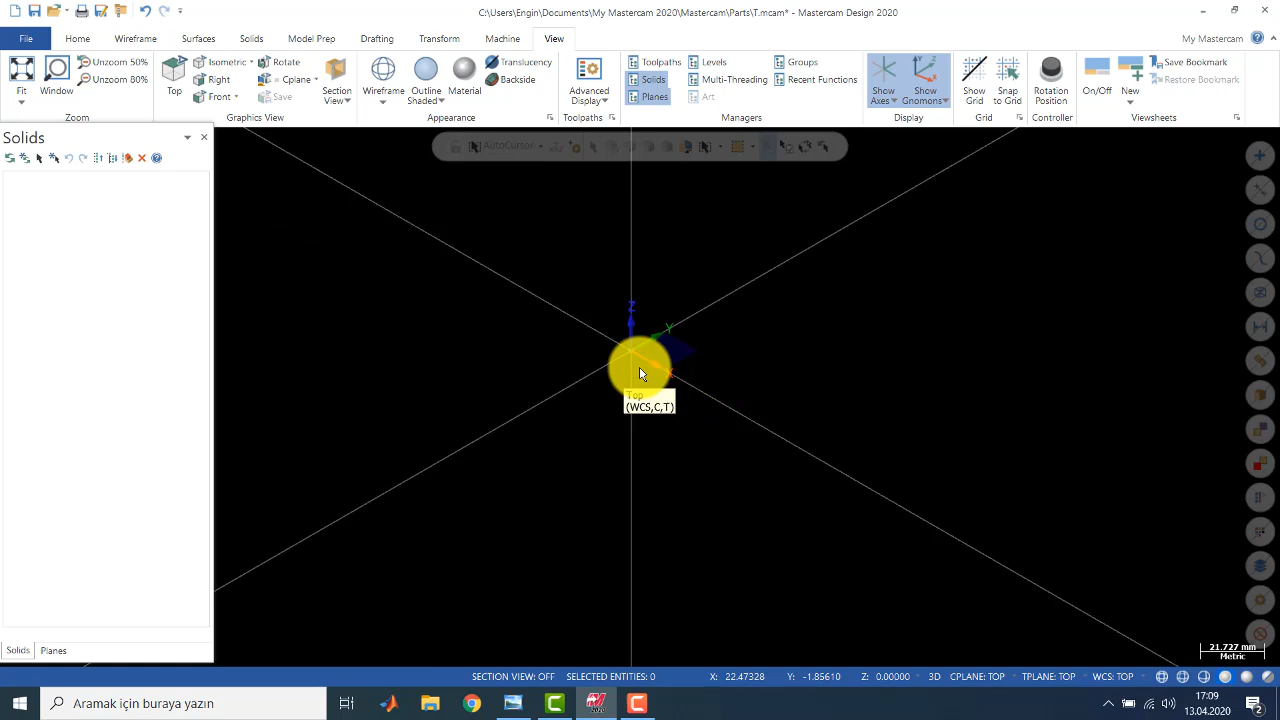 C:\Users\Engin\Documents\My Mastercam 2020\Mastercam\Parts\T.mcam* - Mastercam Design 2020
File Home Wireframe Surfaces Solids Model Prep Drafting Transform Machine View My Mastercam
Fit
Window
Unzoom 50%
Unzoom 80%
Zoom
Top
Isometric
Right
Front
Rotate
= Cplane
Save
Section
View
Graphics View
Wireframe
Outline
Shaded
Material
Translucency
Backside
Appearance
Advanced
Display
Toolpaths
Toolpaths
Solids
Planes
Levels
Multi-Threading
Art
Groups
Recent Functions
Managers
Show
Axes
Show
Gnomons
Display
Show
Grid
Snap
to Grid
Grid
Rotation
Position
Controller
On/Off
New
Save Bookmark
Restore Bookmark
Viewsheets
Solids
AutoCursor
Z
Y
X
Top
(WCS,C,T)
Solids Planes
21.727 mm
Metric
SECTION VIEW: OFF SELECTED ENTITIES: 0 X: 22.47328 Y: -1.85610 Z: 0.00000 3D CPLANE: TOP TPLANE: TOP WCS: TOP
Aramak için buraya yazın
17:09
13.04.2020
2